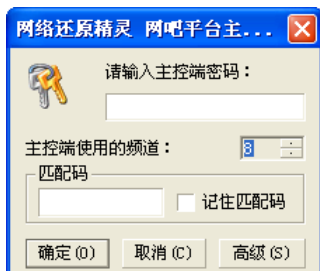 网络还原精灵 网吧平台主...
请输入主控端密码：
主控端使用的频道：
8
匹配码
记住匹配码
确定(O) 取消(C) 高级(S)